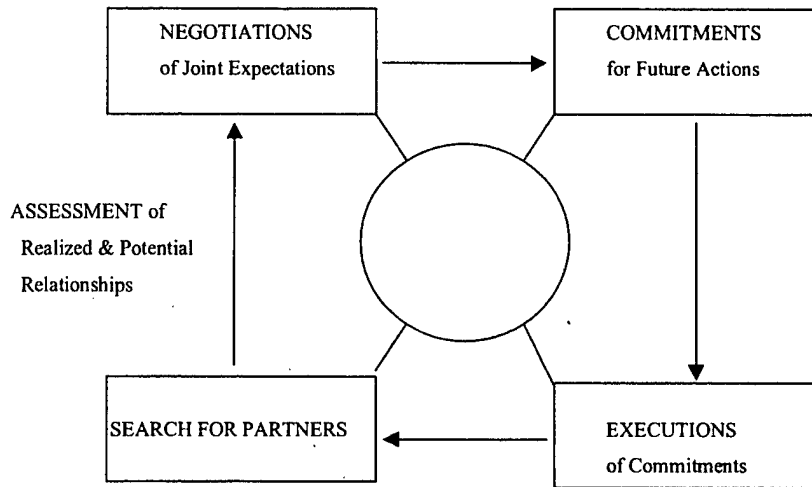 NEGOTIATIONS
of Joint Expectations
COMMITMENTS
for Future Actions
ASSESSMENT of
Realized & Potential
Relationships
SEARCH FOR PARTNERS
EXECUTIONS
of Commitments